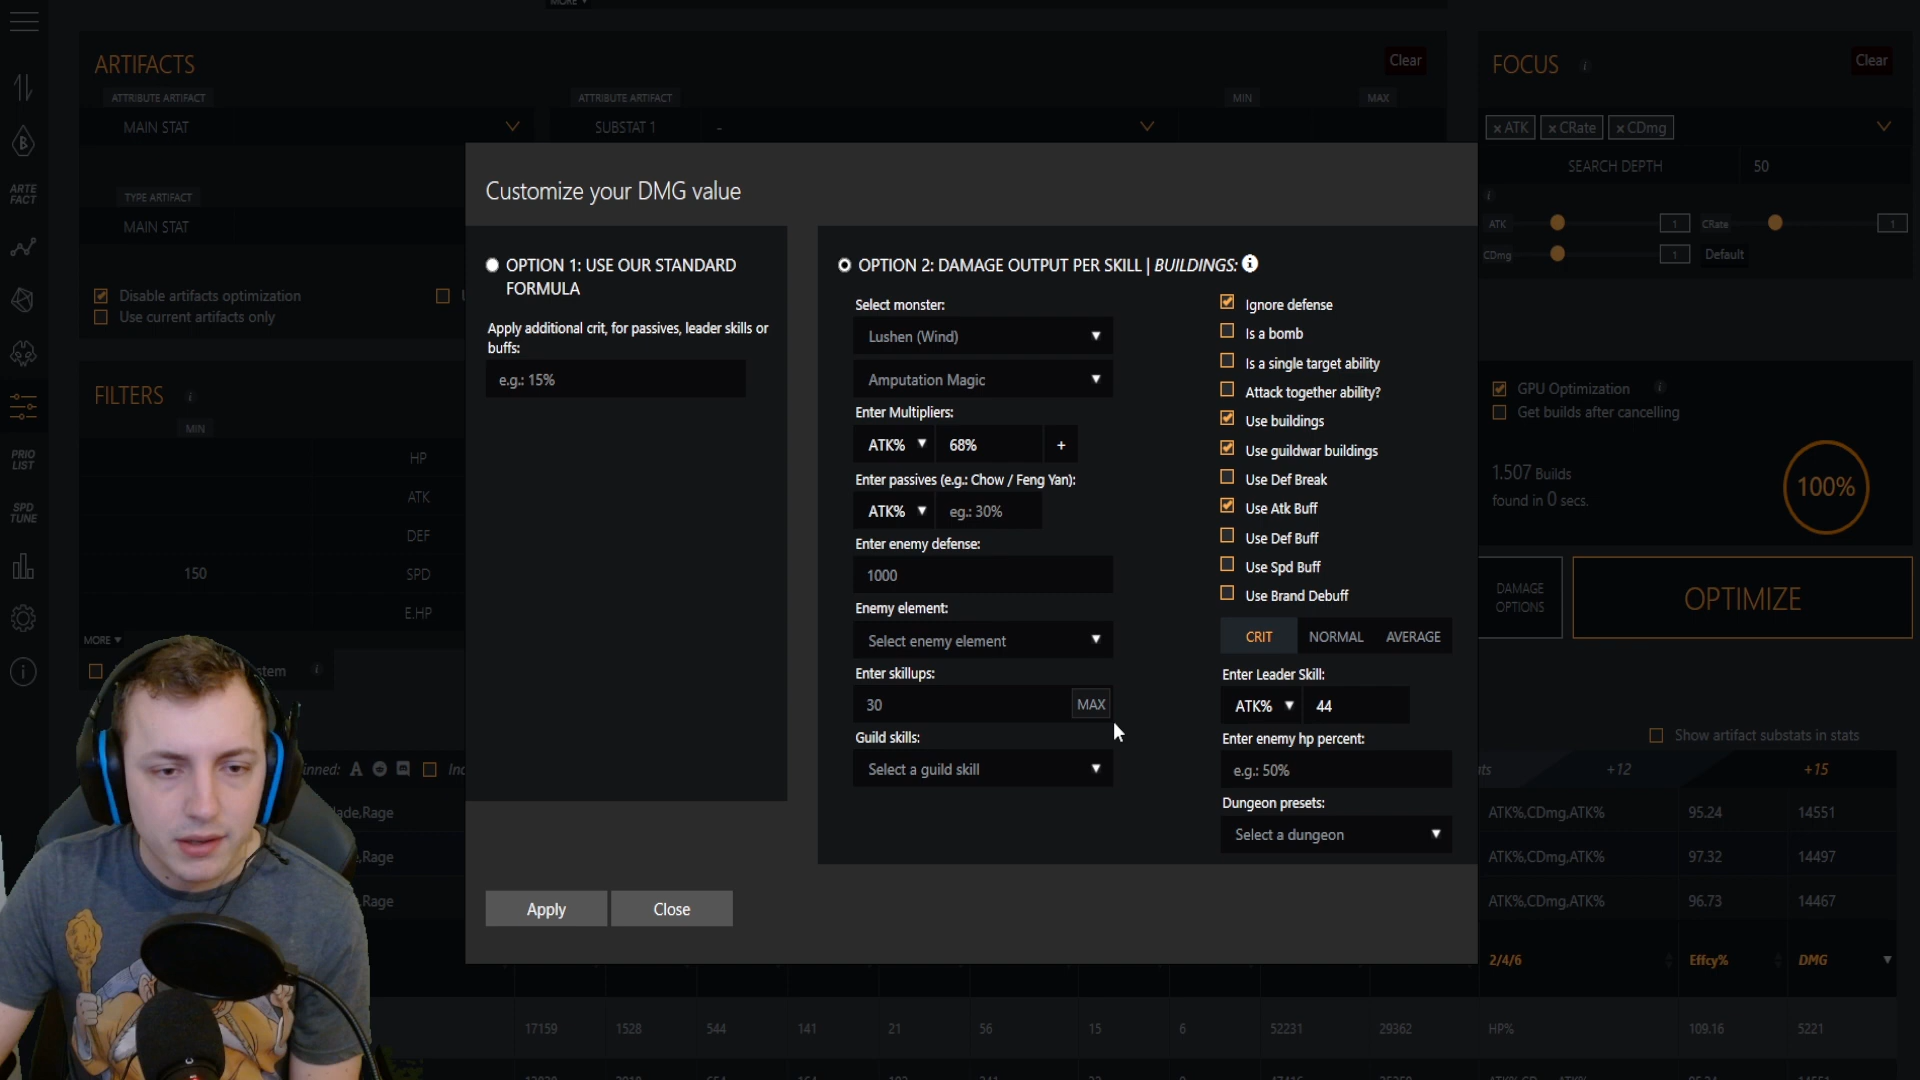 MORE ▾
ARTIFACTS
Clear
FOCUS
Clear
ATTRIBUTE ARTIFACT
ATTRIBUTE ARTIFACT
MIN
MAX
MAIN STAT
SUBSTAT 1
-
×ATK ×CRate ×CDmg
SEARCH DEPTH
50
TYPE ARTIFACT
MAIN STAT
ATK 1 CRate 1
CDmg 1 Default
Disable artifacts optimization
Use current artifacts only
ARTE
FACT
PRIO
LIST
SPD
TUNE
FILTERS
MIN
HP
ATK
DEF
150
SPD
E.HP
MORE ▾
stem
Customize your DMG value
OPTION 1: USE OUR STANDARD
FORMULA
Apply additional crit, for passives, leader skills or
buffs:
e.g.: 15%
OPTION 2: DAMAGE OUTPUT PER SKILL | BUILDINGS:
Select monster:
Lushen (Wind)
Amputation Magic
Enter Multipliers:
ATK% 68% +
Enter passives (e.g.: Chow / Feng Yan):
ATK% eg.: 30%
Enter enemy defense:
1000
Enemy element:
Select enemy element
Enter skillups:
30 MAX
Guild skills:
Select a guild skill
Ignore defense
Is a bomb
Is a single target ability
Attack together ability?
Use buildings
Use guildwar buildings
Use Def Break
Use Atk Buff
Use Def Buff
Use Spd Buff
Use Brand Debuff
CRIT NORMAL AVERAGE
Enter Leader Skill:
ATK% 44
Enter enemy hp percent:
e.g.: 50%
Dungeon presets:
Select a dungeon
Apply
Close
GPU Optimization
Get builds after cancelling
1.507 Builds
found in 0 secs.
100%
DAMAGE
OPTIONS
OPTIMIZE
Show artifact substats in stats
+12
+15
ATK%,CDmg,ATK% 95.24 14551
ATK%,CDmg,ATK% 97.32 14497
ATK%,CDmg,ATK% 96.73 14467
2/4/6 Effcy% DMG
17159 1528 544 141 21 56 15 6 52231 29362 HP% 109.16 5221